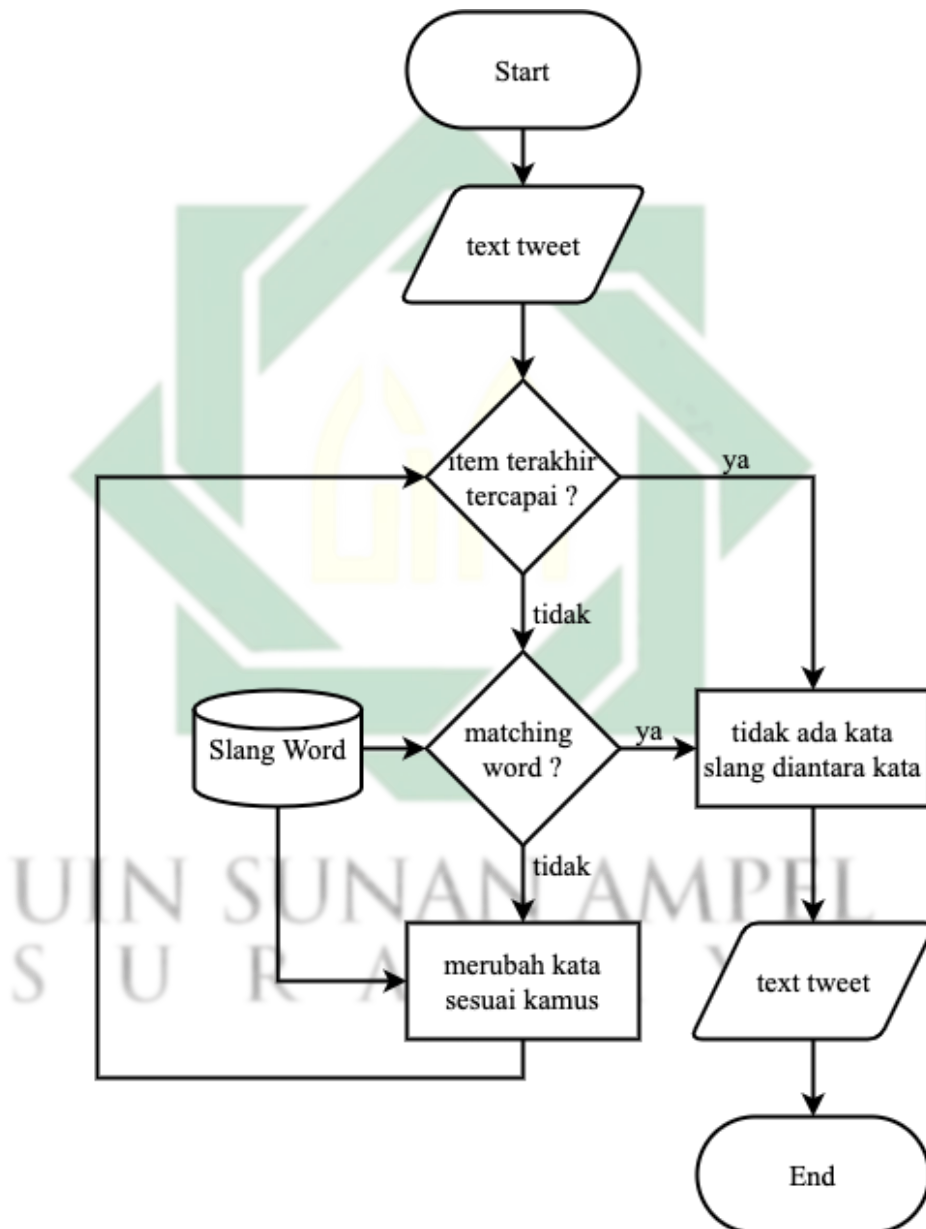 Start
text tweet
item terakhir
tercapai ?
ya
tidak
Slang Word
matching
word ?
ya
tidak ada kata
slang diantara kata
tidak
merubah kata
sesuai kamus
text tweet
End
UIN SUNAN AMPEL